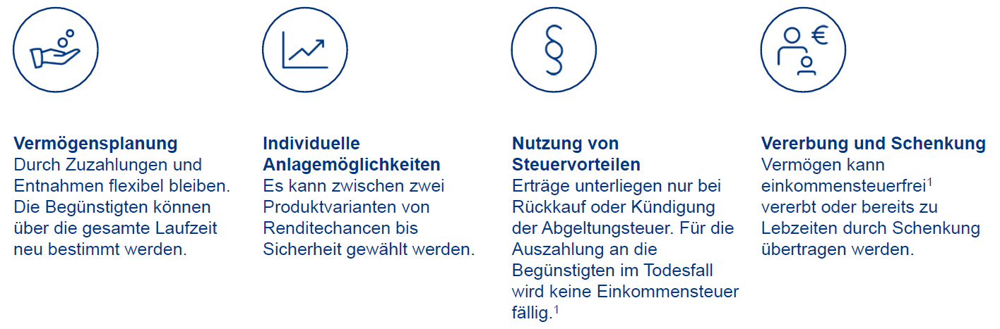 Vermögensplanung
Durch Zuzahlungen und
Entnahmen flexibel bleiben.
Die Begünstigten können
über die gesamte Laufzeit
neu bestimmt werden.
Individuelle
Anlagemöglichkeiten
Es kann zwischen zwei
Produktvarianten von
Renditechancen bis
Sicherheit gewählt werden.
Nutzung von
Steuervorteilen
Erträge unterliegen nur bei
Rückkauf oder Kündigung
der Abgeltungsteuer. Für die
Auszahlung an die
Begünstigten im Todesfall
wird keine Einkommensteuer
fällig.¹
€
Vererbung und Schenkung
Vermögen kann
einkommensteuerfrei¹
vererbt oder bereits zu
Lebzeiten durch Schenkung
übertragen werden.